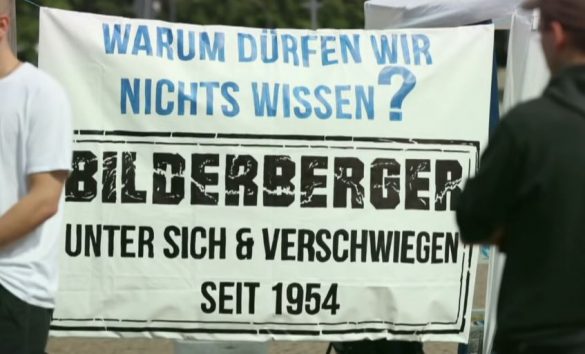 WARUM DÜRFEN WIR
NICHTS WISSEN?
BILDERBERGER
UNTER SICH & VERSCHWIEGEN
SEIT 1954